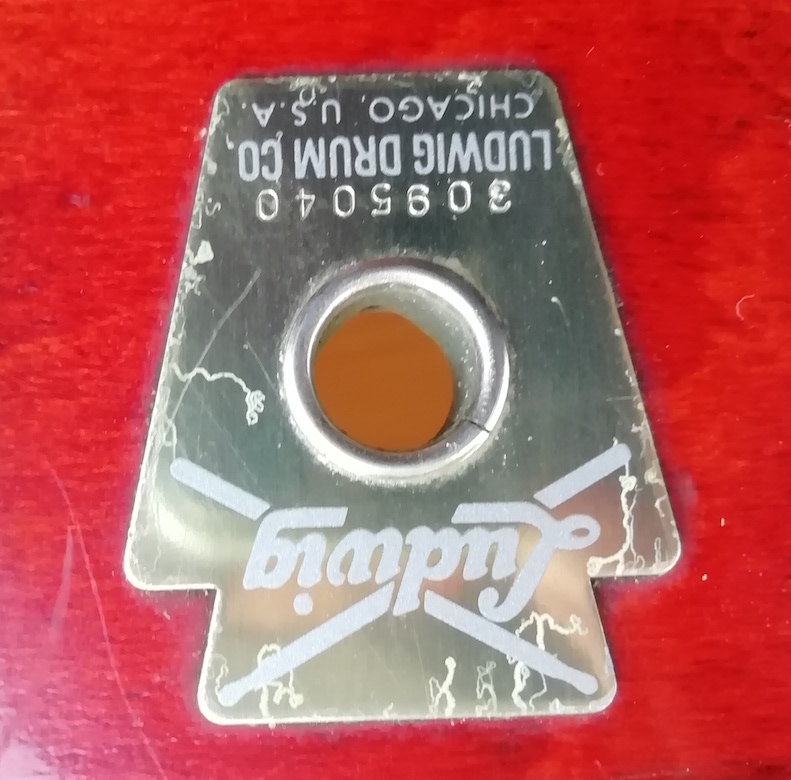 Ludwig
3095040
LUDWIG DRUM CO
CHICAGO, U.S.A.